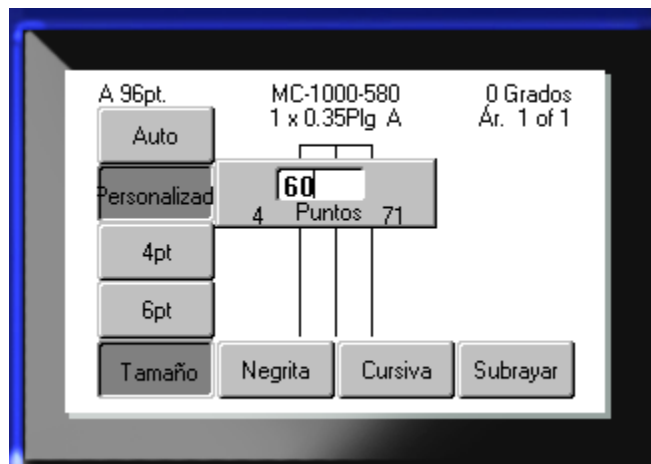 A 96pt. MC-1000-580 0 Grados
1 x 0.35Plg A Ár. 1 of 1
Auto
Personalizad
60
4 Puntos 71
4pt
6pt
Tamaño Negrita Cursiva Subrayar